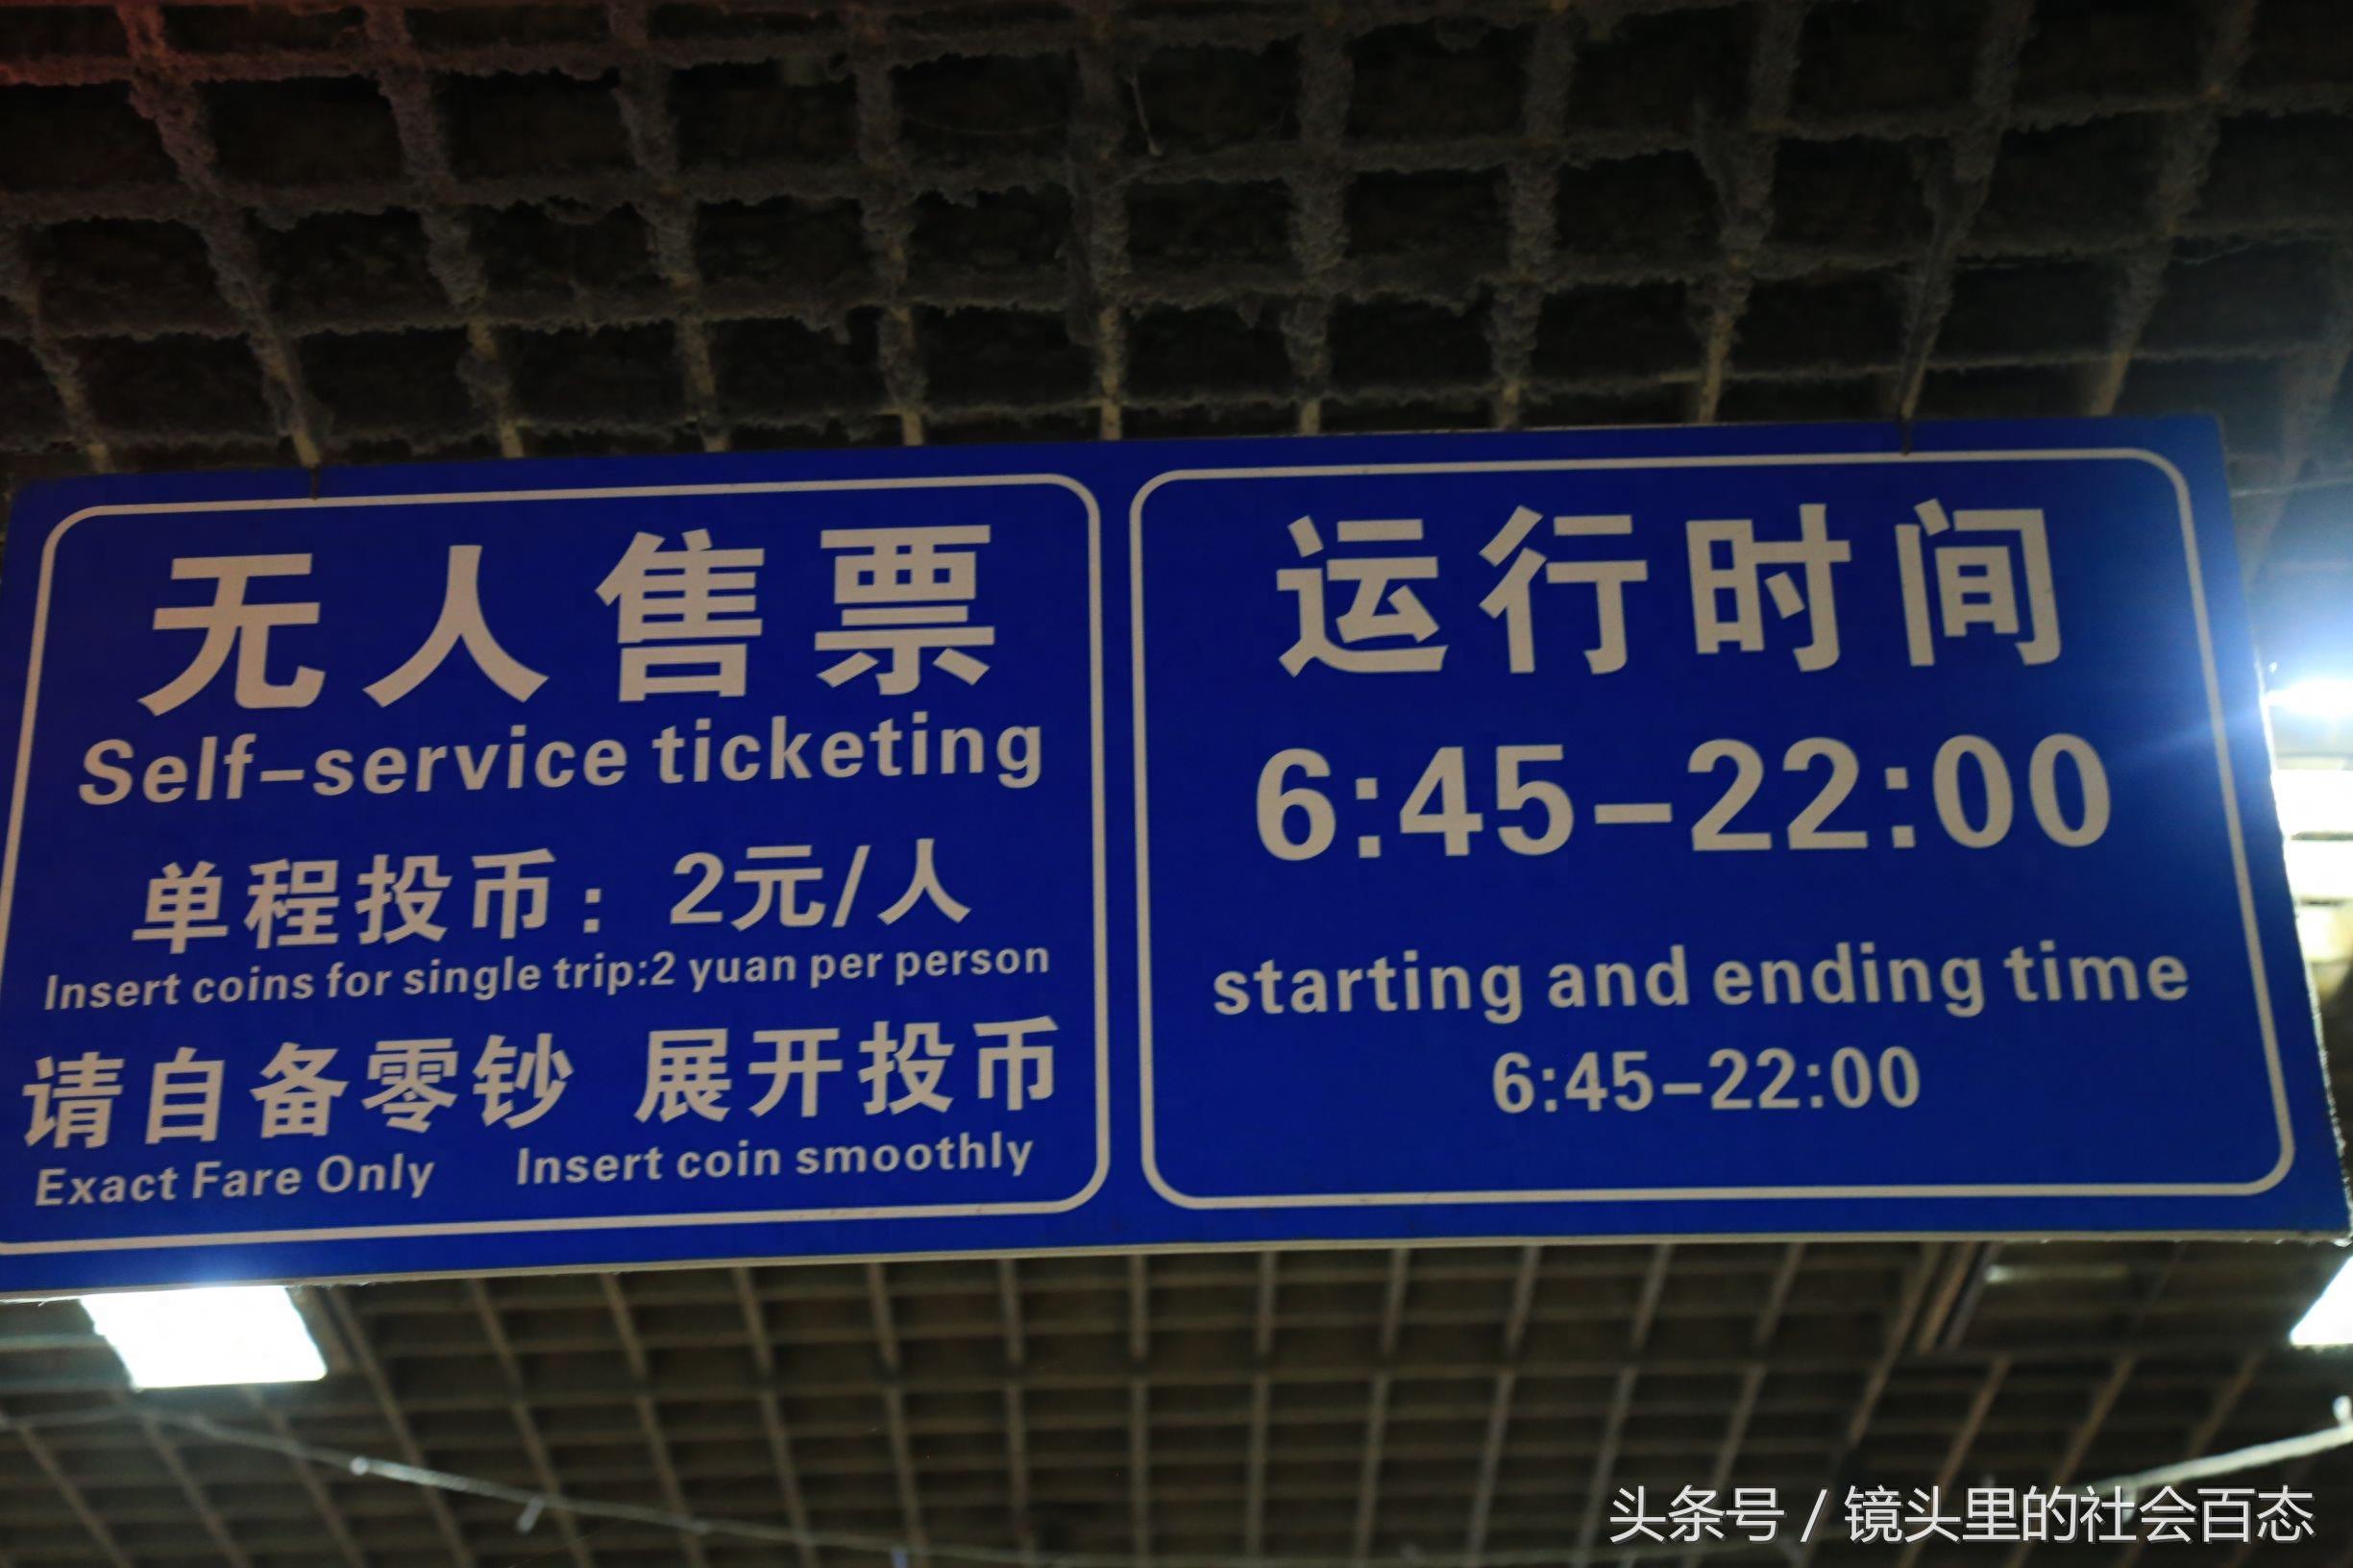 无人售票
Self-service ticketing
单程投币：2元/人
Insert coins for single trip:2 yuan per person
请自备零钞 展开投币
Exact Fare Only Insert coin smoothly
运行时间
6:45-22:00
starting and ending time
6:45-22:00
头条号 / 镜头里的社会百态